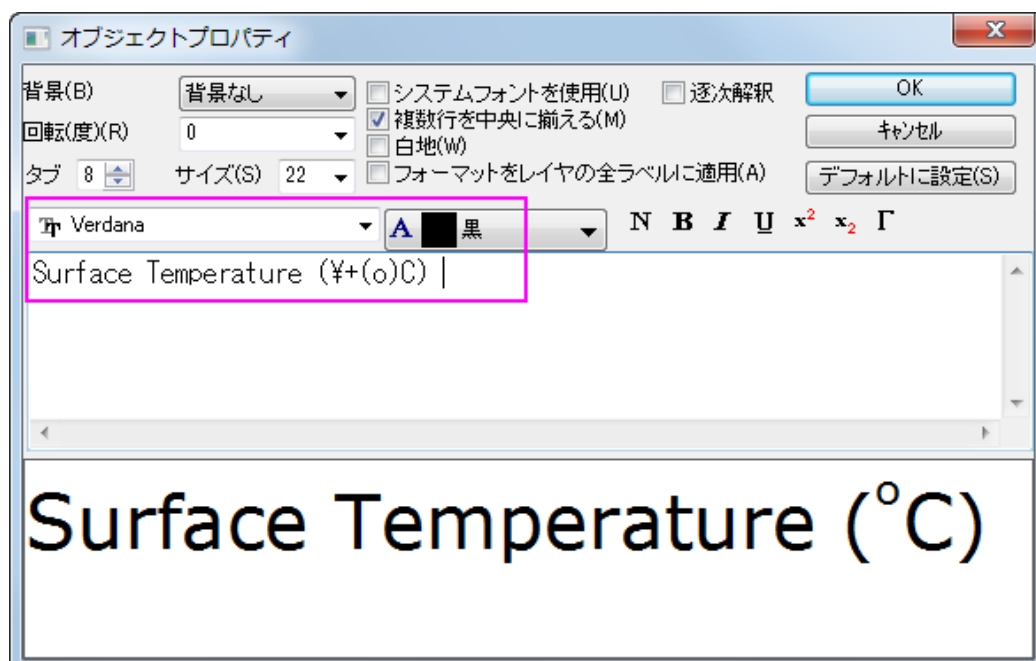 オブジェクトプロパティ
背景(B) 背景なし システムフォントを使用(U) 逐次解釈 OK
回転(度)(R) 0 複数行を中央に揃える(M) キャンセル
白地(W)
タブ 8 サイズ(S) 22 フォーマットをレイヤの全ラベルに適用(A) デフォルトに設定(S)
Verdana A 黒 N B I U x² x₂ Γ
Surface Temperature (¥+(o)C)
Surface Temperature (°C)